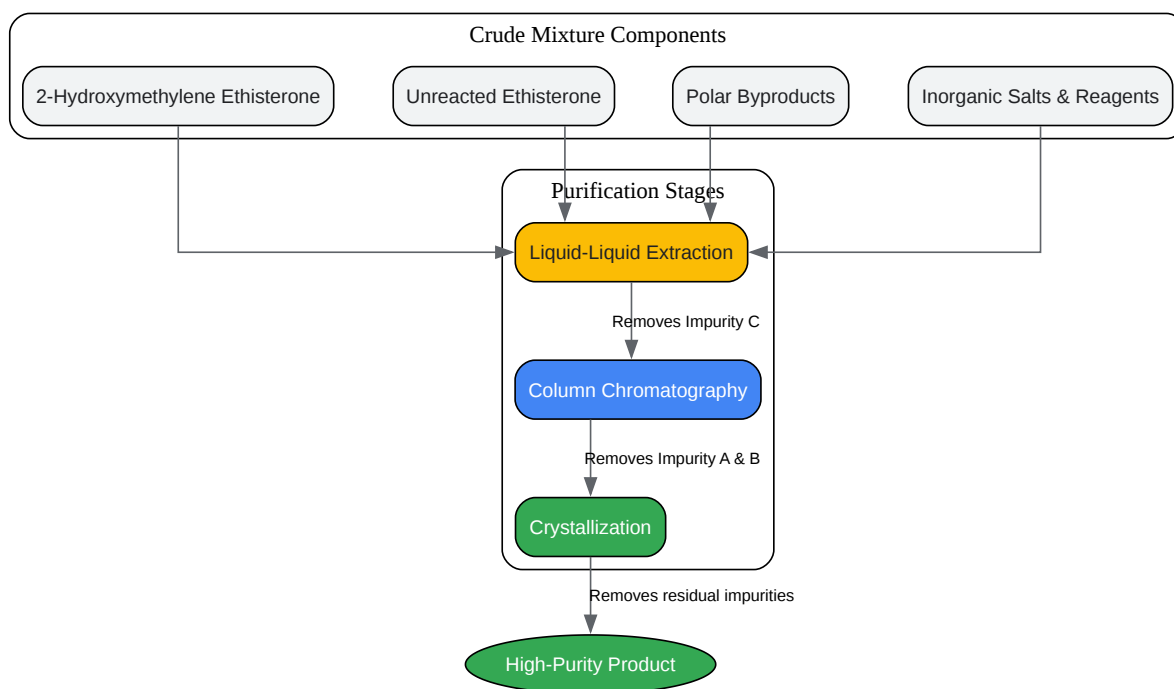 Crude Mixture Components
2-Hydroxymethylene Ethisterone
Unreacted Ethisterone
Polar Byproducts
Inorganic Salts & Reagents
Purification Stages
Liquid-Liquid Extraction
Removes Impurity C
Column Chromatography
Removes Impurity A & B
Crystallization
Removes residual impurities
High-Purity Product